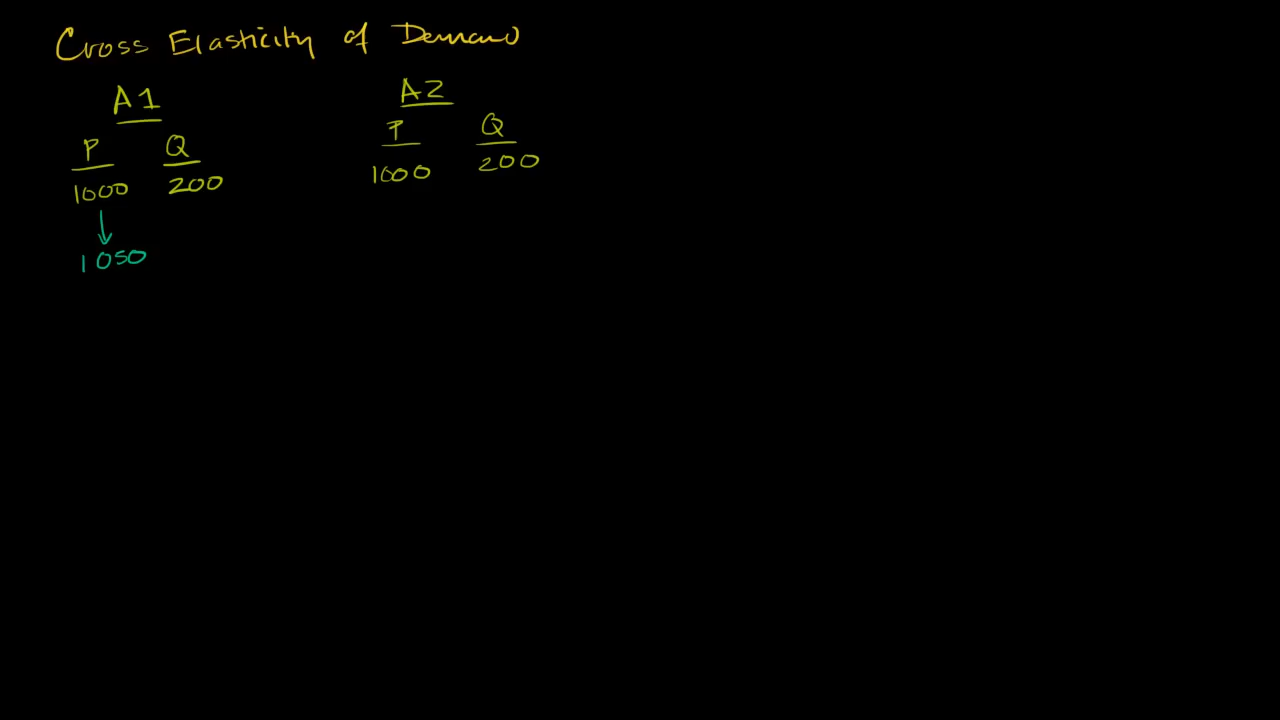 Cross Elasticity of Demand
A1 A2
P Q P Q
1000 200 1000 200
1050